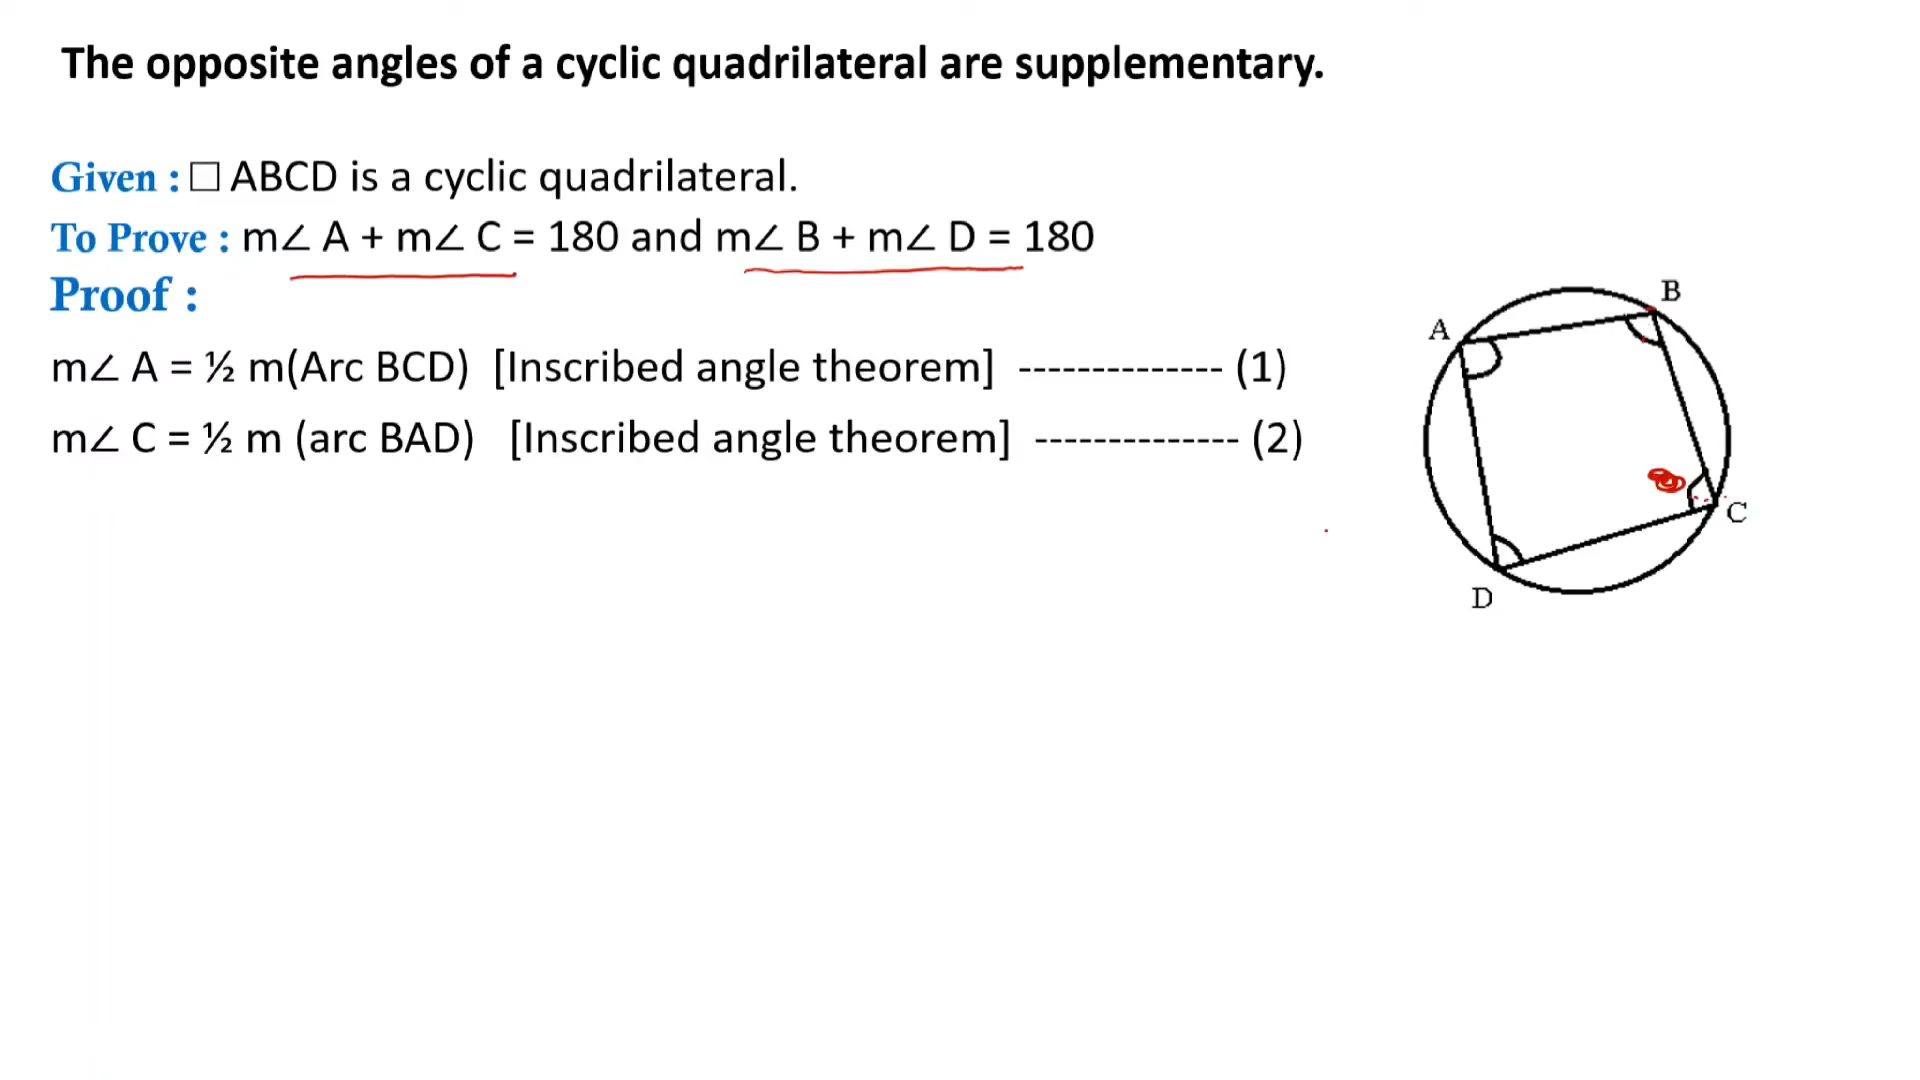 The opposite angles of a cyclic quadrilateral are supplementary.
Given : □ ABCD is a cyclic quadrilateral.
To Prove : m∠ A + m∠ C = 180 and m∠ B + m∠ D = 180
Proof :
m∠ A = ½ m(Arc BCD) [Inscribed angle theorem] -------------- (1)
m∠ C = ½ m (arc BAD) [Inscribed angle theorem] -------------- (2)
B
A
C
D